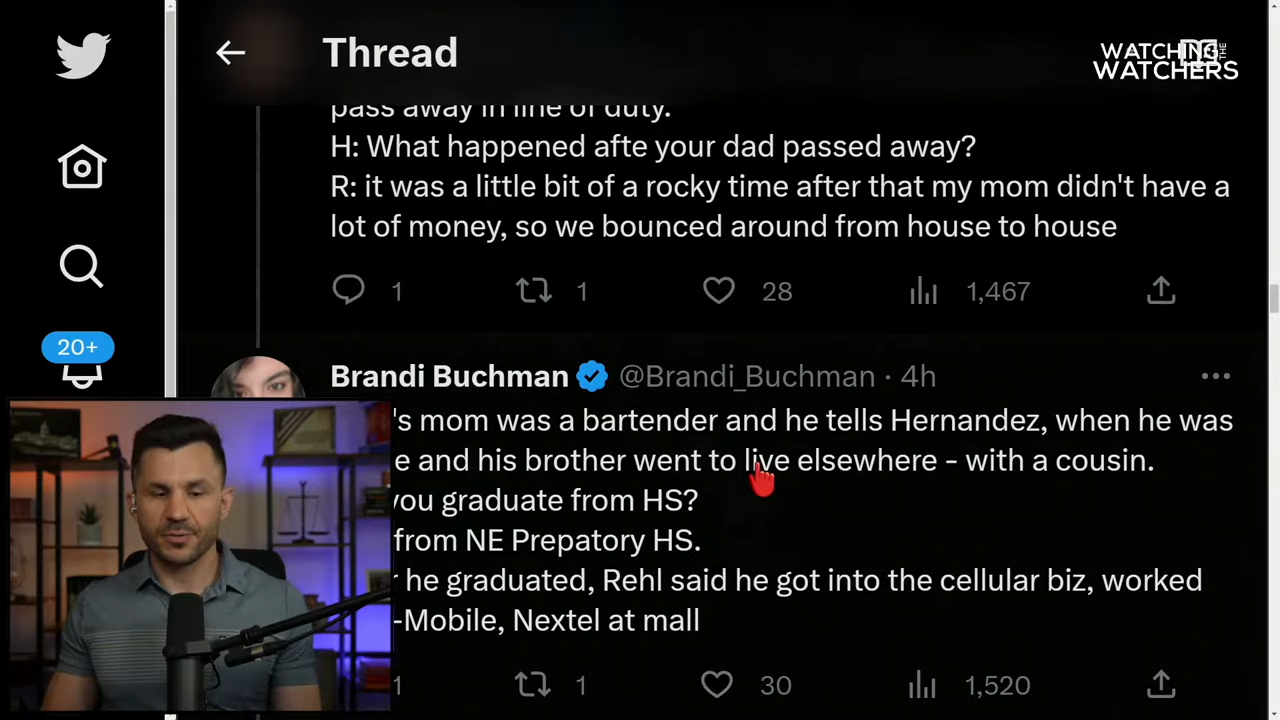 Thread
WATCHING THE
WATCHERS
pass away in line of duty.
H: What happened afte your dad passed away?
R: it was a little bit of a rocky time after that my mom didn't have a
lot of money, so we bounced around from house to house
1 1 28 1,467
20+
Brandi Buchman @Brandi_Buchman · 4h
's mom was a bartender and he tells Hernandez, when he was
e and his brother went to live elsewhere - with a cousin.
you graduate from HS?
from NE Prepatory HS.
r he graduated, Rehl said he got into the cellular biz, worked
-Mobile, Nextel at mall
1 1 30 1,520